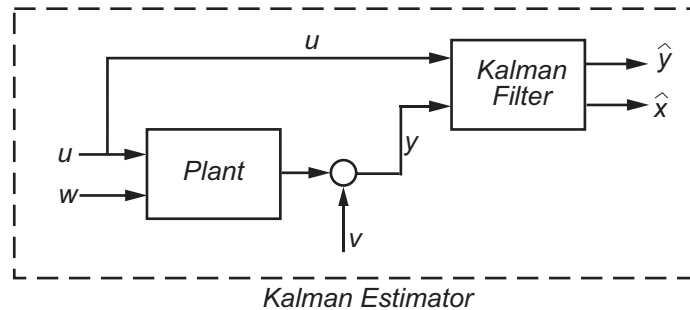 u
ŷ
Kalman
Filter
x̂
y
u
Plant
w
v
Kalman Estimator